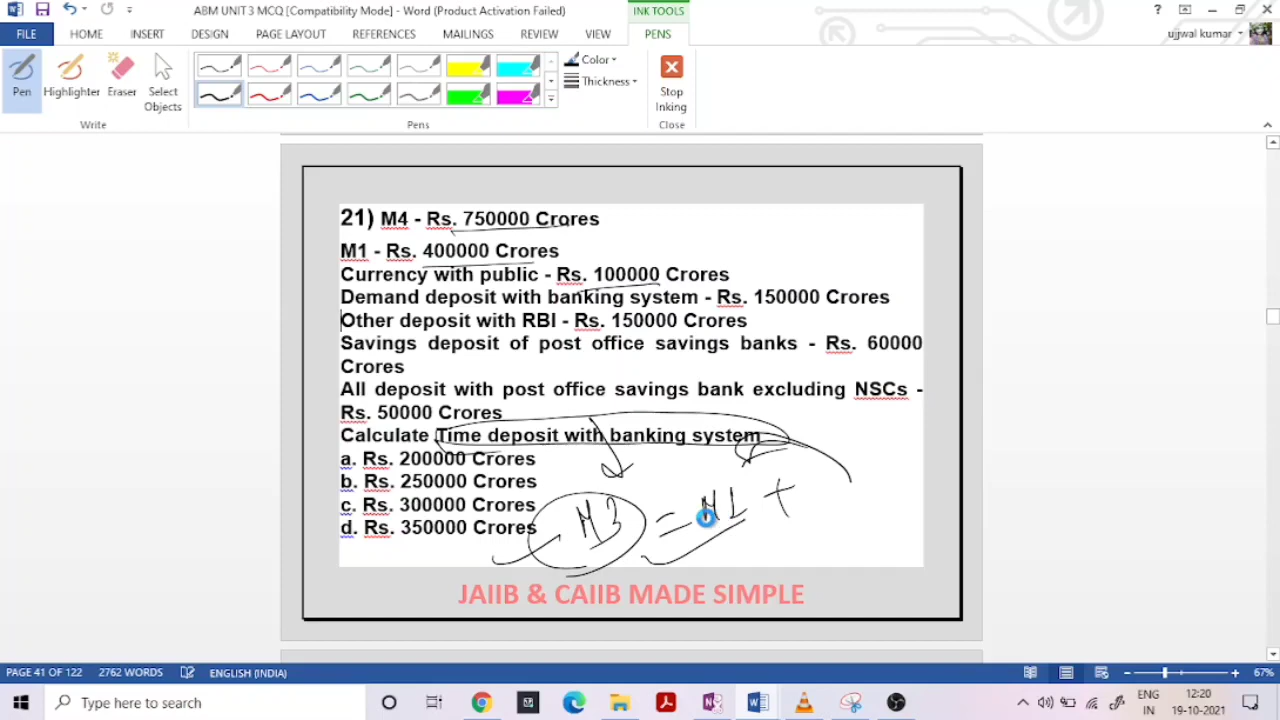 ABM UNIT 3 MCQ [Compatibility Mode] - Word (Product Activation Failed)
INK TOOLS
FILE HOME INSERT DESIGN PAGE LAYOUT REFERENCES MAILINGS REVIEW VIEW PENS
ujjwal kumar
Pen Highlighter Eraser Select Objects
Color
Thickness
Stop Inking
Write Pens Close
21) M4 - Rs. 750000 Crores
M1 - Rs. 400000 Crores
Currency with public - Rs. 100000 Crores
Demand deposit with banking system - Rs. 150000 Crores
Other deposit with RBI - Rs. 150000 Crores
Savings deposit of post office savings banks - Rs. 60000
Crores
All deposit with post office savings bank excluding NSCs -
Rs. 50000 Crores
Calculate Time deposit with banking system
a. Rs. 200000 Crores
b. Rs. 250000 Crores
c. Rs. 300000 Crores
d. Rs. 350000 Crores
M3 = M1 +
JAIIB & CAIIB MADE SIMPLE
PAGE 41 OF 122 2762 WORDS ENGLISH (INDIA) 67%
Type here to search
ENG 12:20
IN 19-10-2021